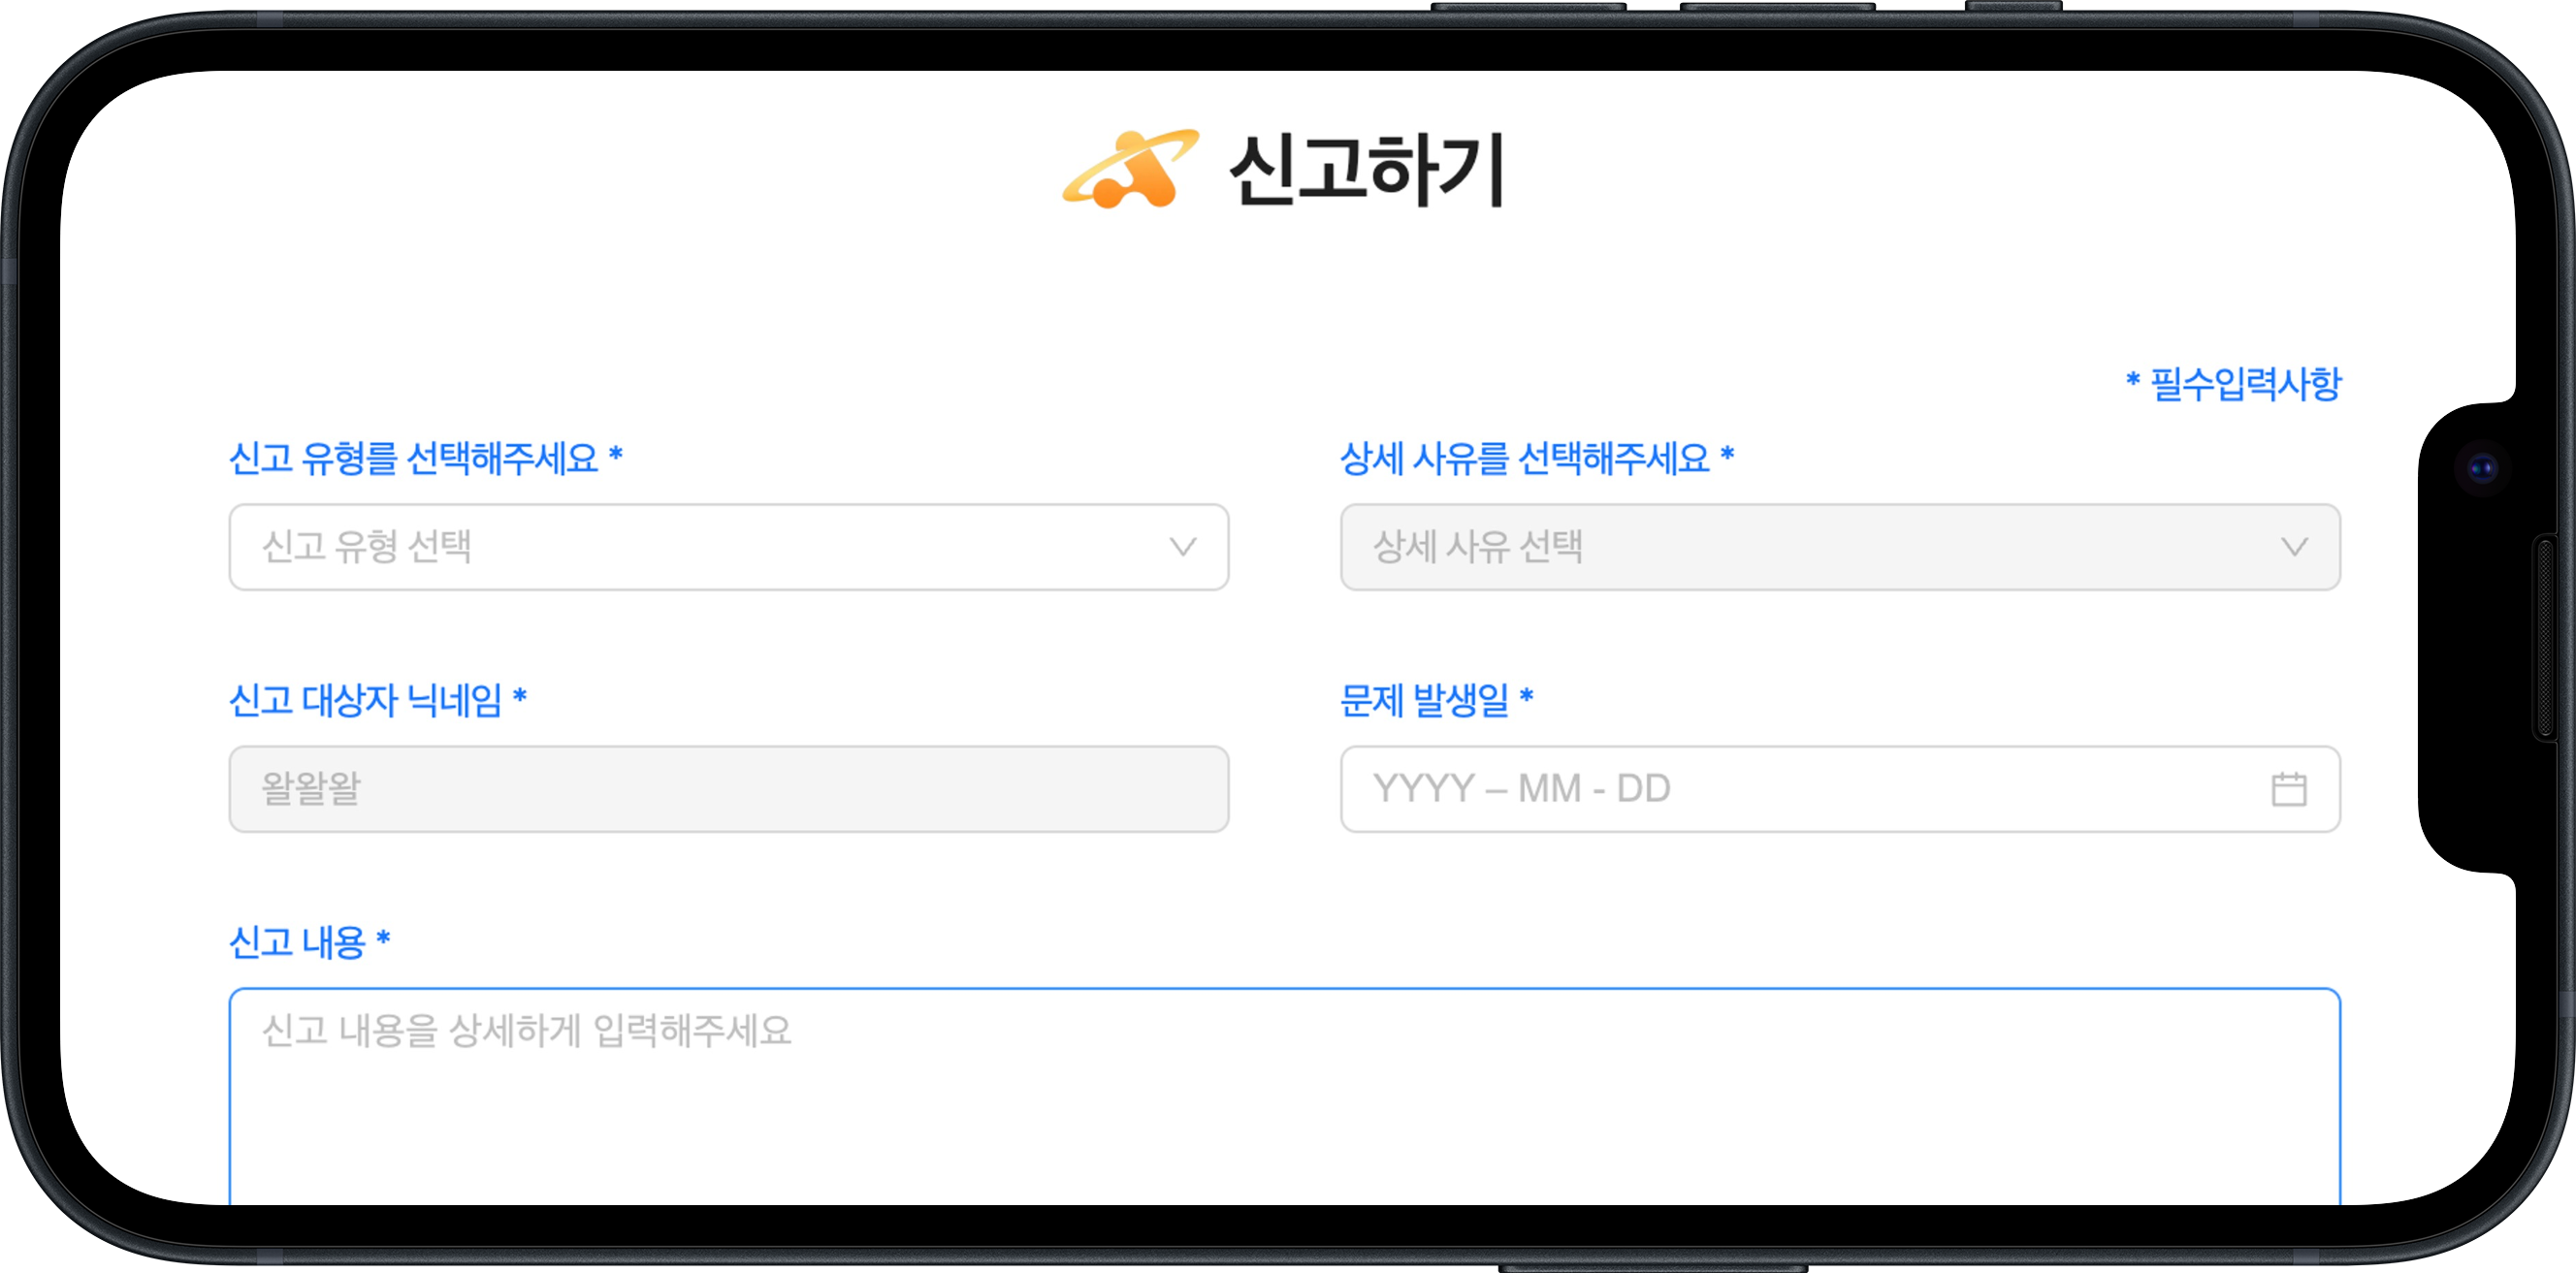 신고하기
* 필수입력사항
신고 유형를 선택해주세요 *
상세 사유를 선택해주세요 *
신고 유형 선택
상세 사유 선택
신고 대상자 닉네임 *
문제 발생일 *
왈왈왈
YYYY – MM - DD
신고 내용 *
신고 내용을 상세하게 입력해주세요